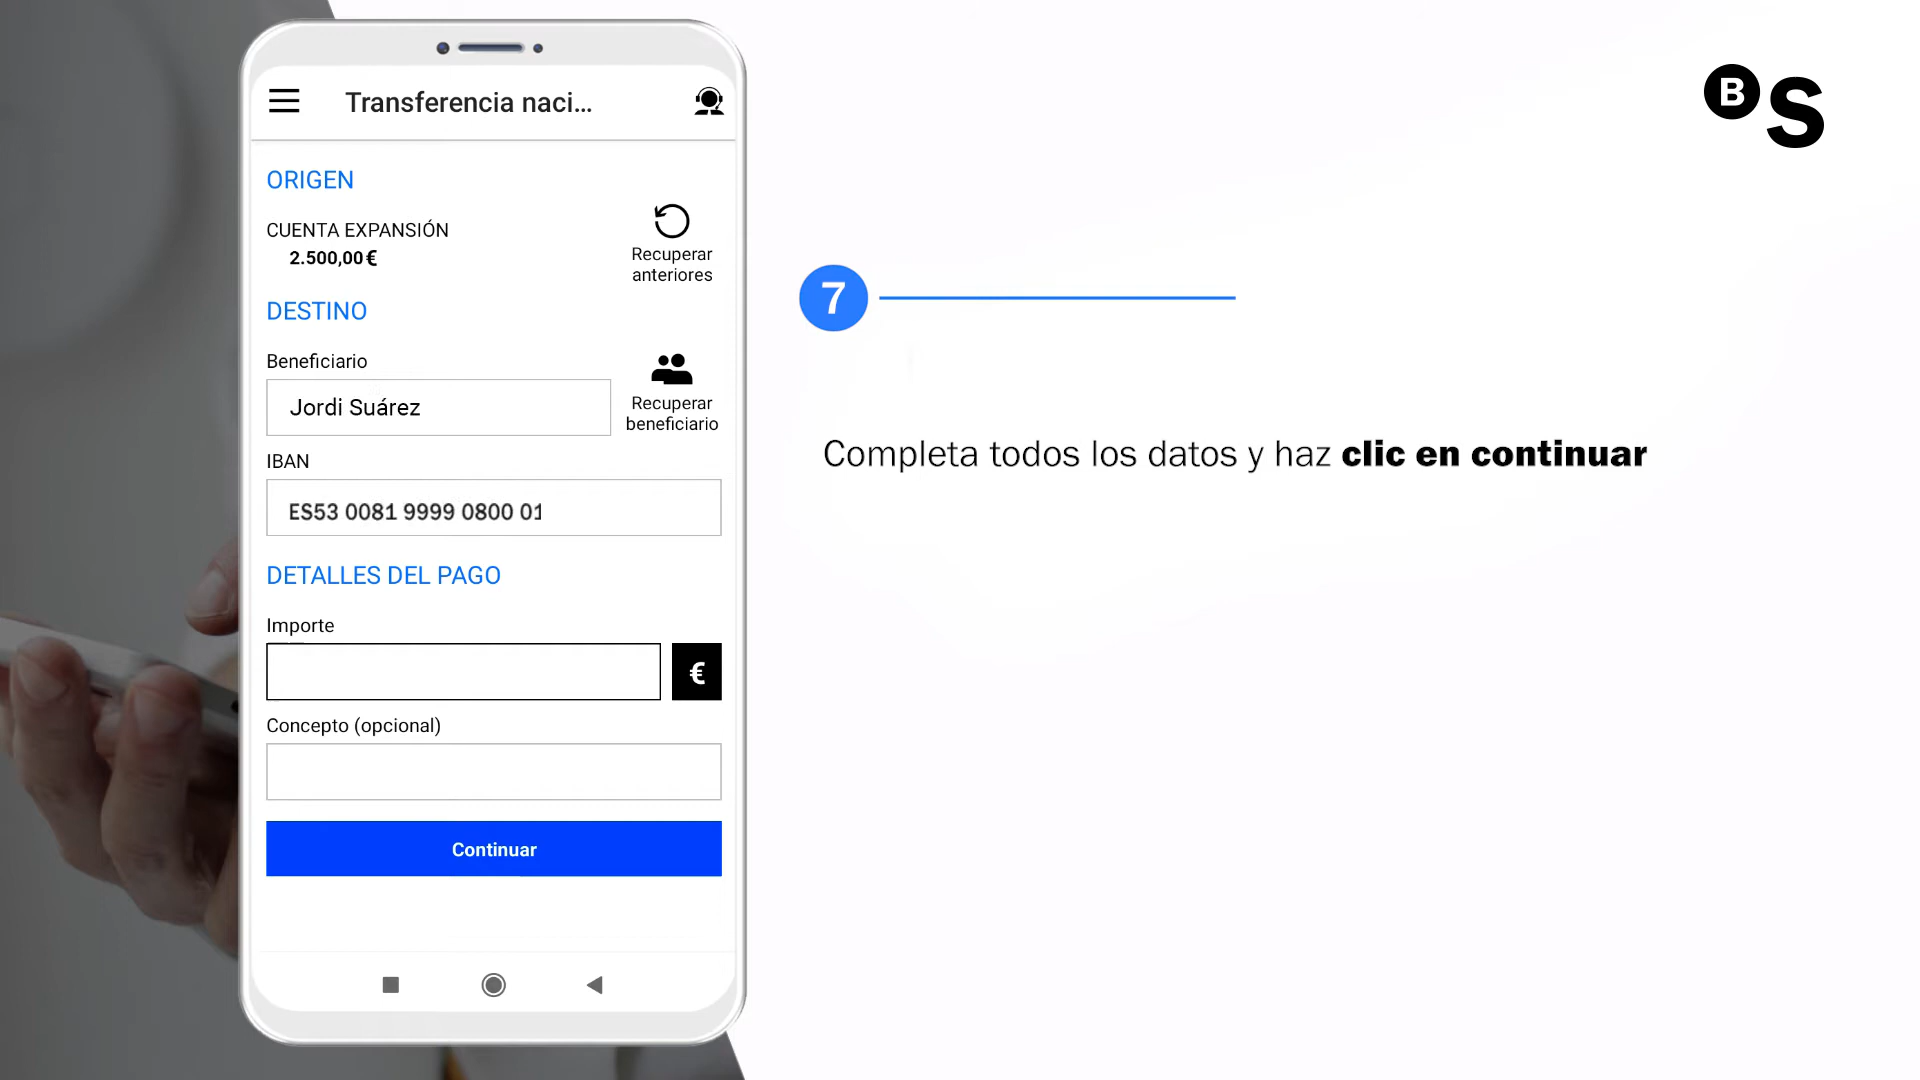 Transferencia naci...
ORIGEN
CUENTA EXPANSIÓN
2.500,00€
Recuperar
anteriores
DESTINO
Beneficiario
Jordi Suárez
Recuperar
beneficiario
IBAN
ES53 0081 9999 0800 01
DETALLES DEL PAGO
Importe
€
Concepto (opcional)
Continuar
BS
7
Completa todos los datos y haz clic en continuar